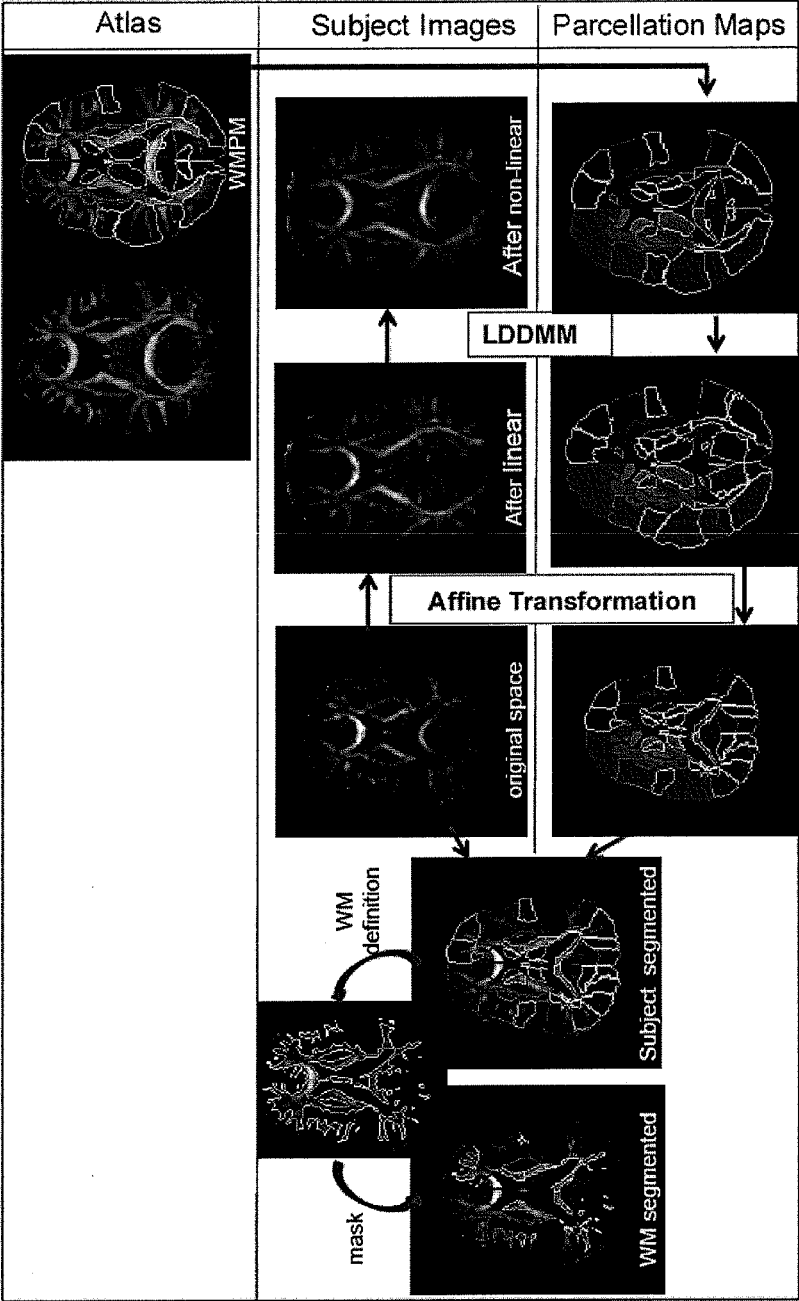 Atlas
Subject Images
Parcellation Maps
WMPM
After non-linear
LDDMM
After linear
Affine Transformation
original space
WM
definition
Subject segmented
mask
WM segmented